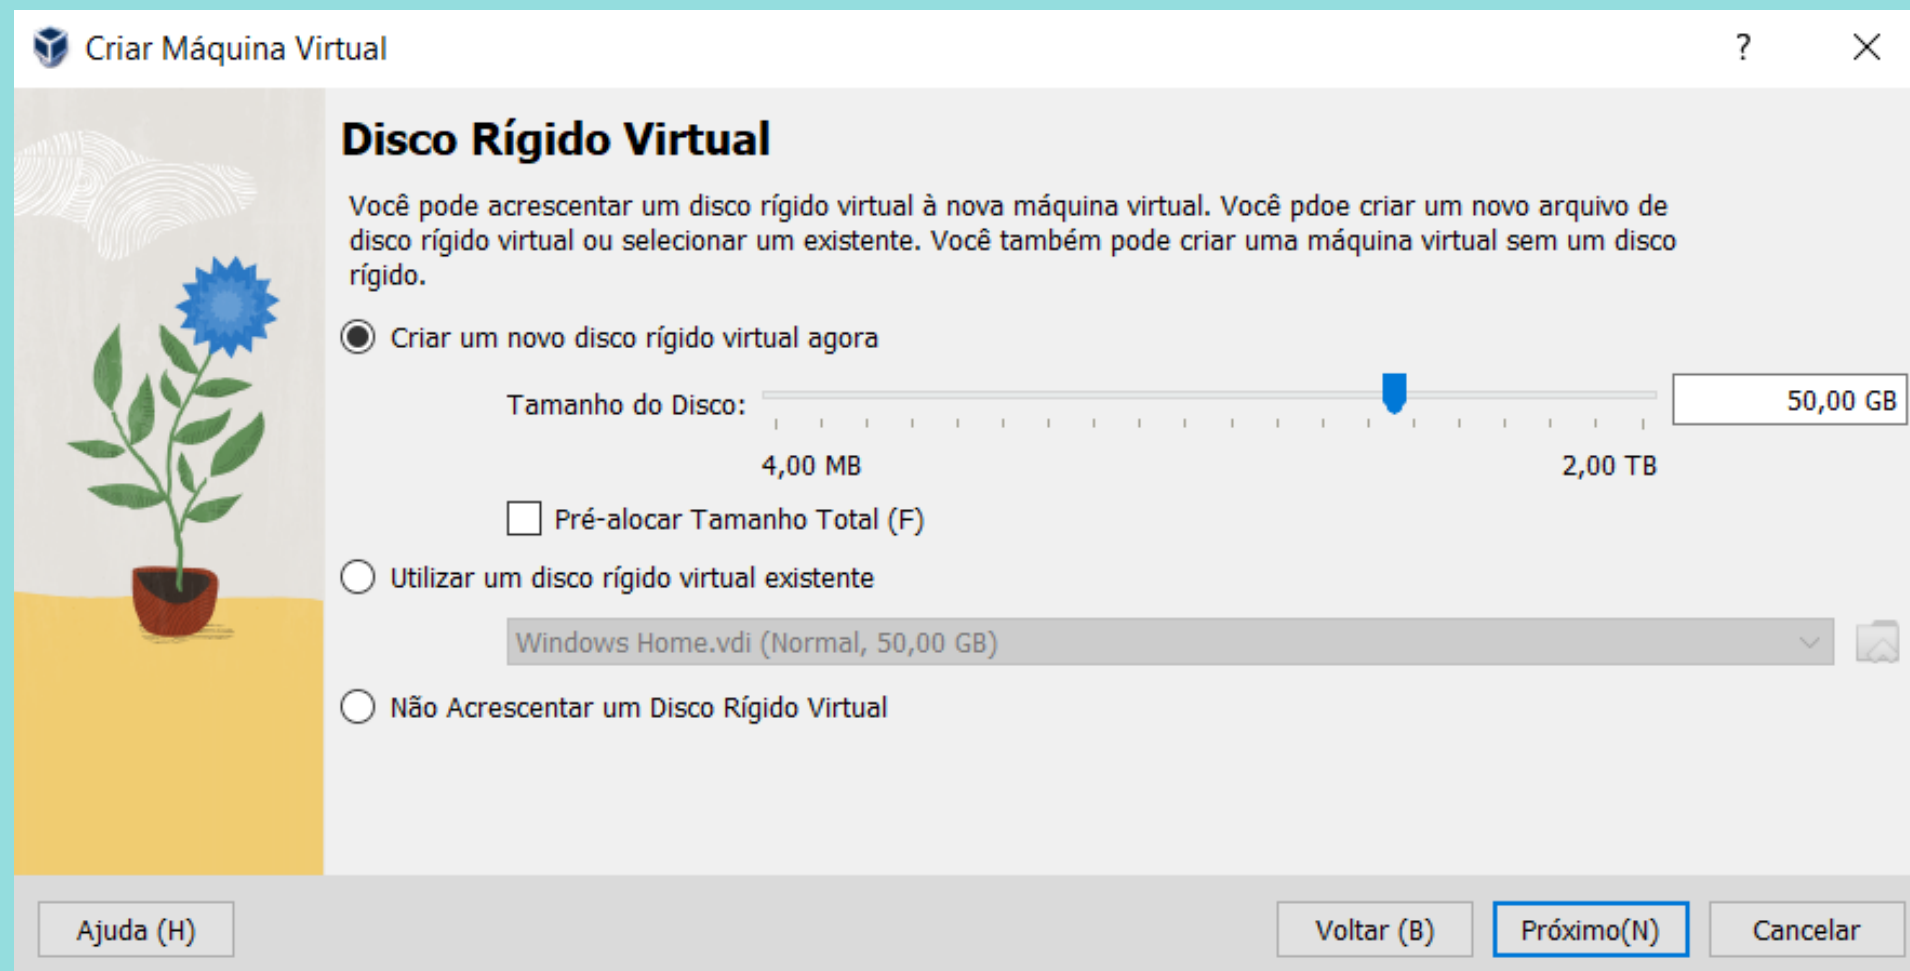 Criar Máquina Virtual
?
Disco Rígido Virtual
Você pode acrescentar um disco rígido virtual à nova máquina virtual. Você pdoe criar um novo arquivo de
disco rígido virtual ou selecionar um existente. Você também pode criar uma máquina virtual sem um disco
rígido.
Criar um novo disco rígido virtual agora
Tamanho do Disco:
50,00 GB
4,00 MB
2,00 TB
Pré-alocar Tamanho Total (F)
Utilizar um disco rígido virtual existente
Windows Home.vdi (Normal, 50,00 GB)
Não Acrescentar um Disco Rígido Virtual
Ajuda (H)
Voltar (B)
Próximo(N)
Cancelar